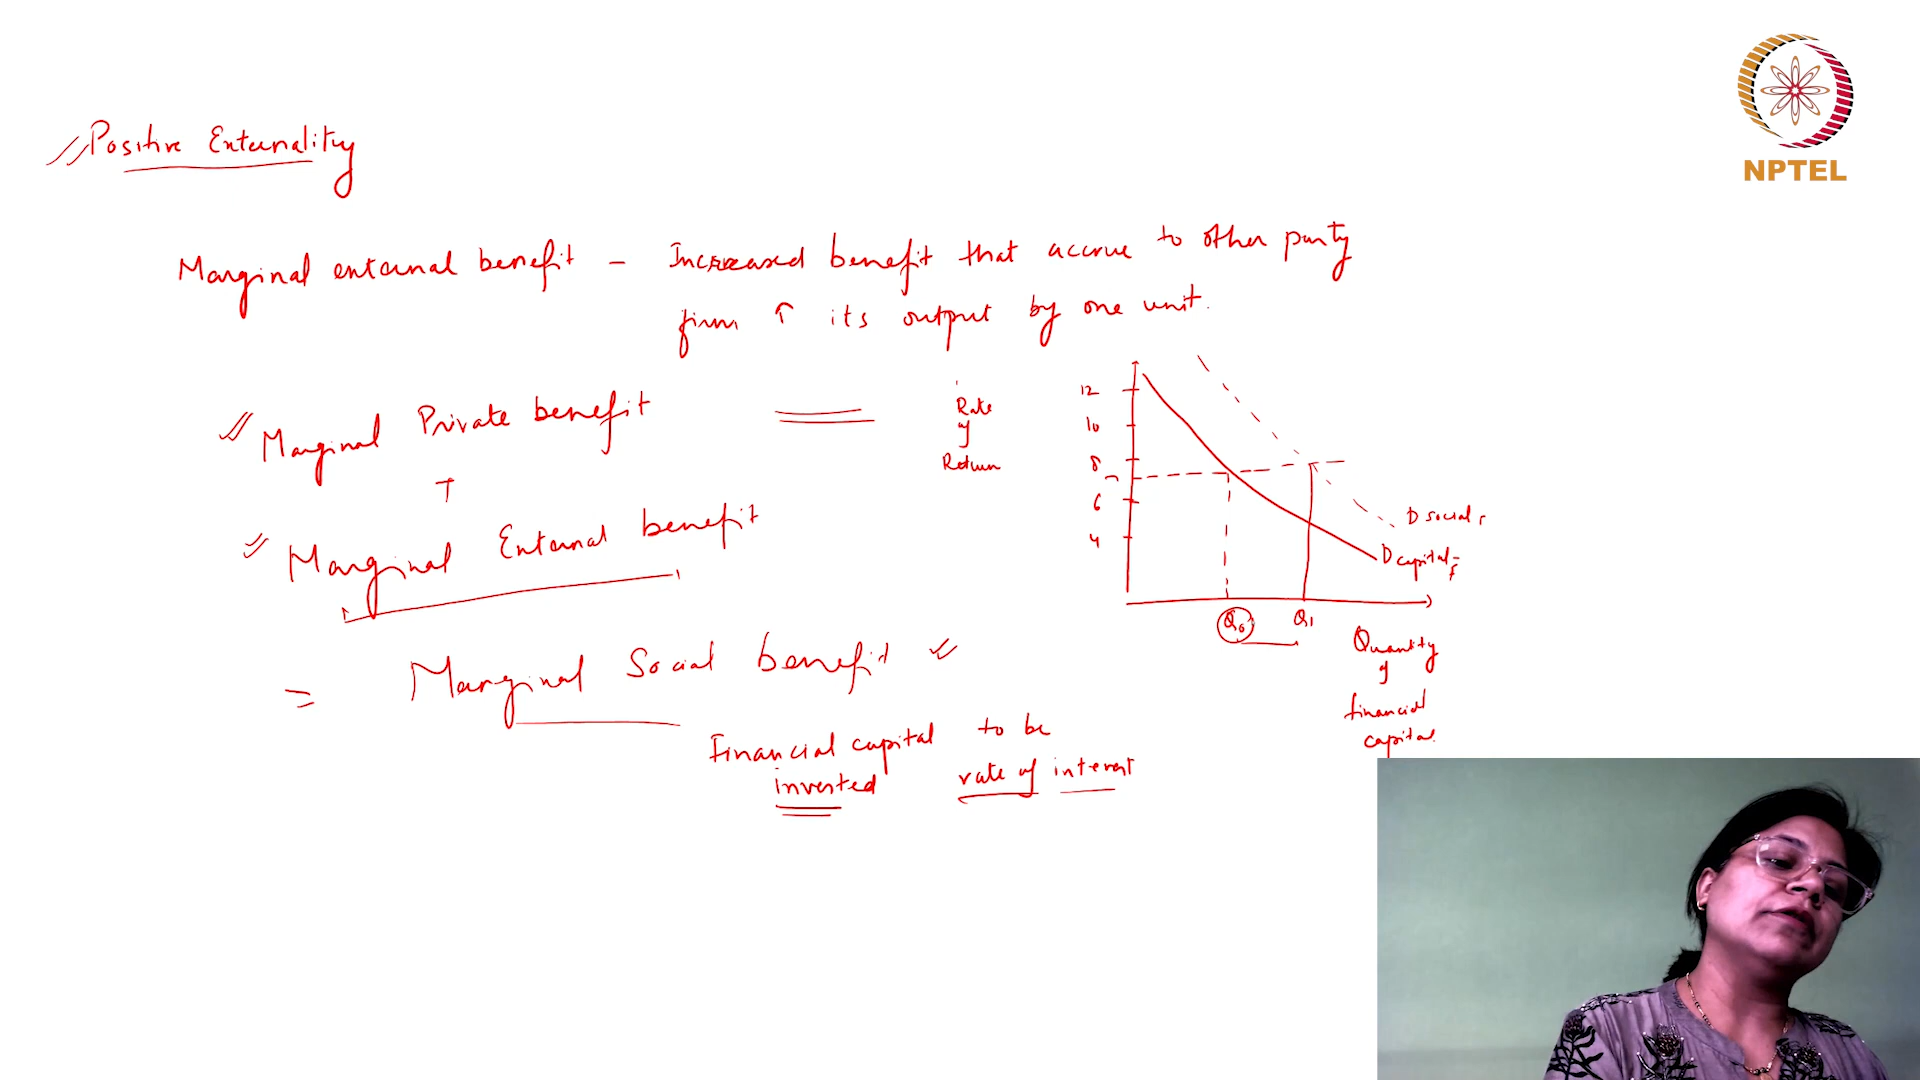 Positive Externality
Marginal external benefit - Increased benefit that accrue to other party
firm ↑ its output by one unit.
Marginal Private benefit
+
Marginal External benefit
= Marginal Social benefit
Financial capital to be
invested rate of interest
Rate
of
Return
12
10
8
6
4
D social
D capital
Q0
Q1
Quantity
of
financial
capital
NPTEL